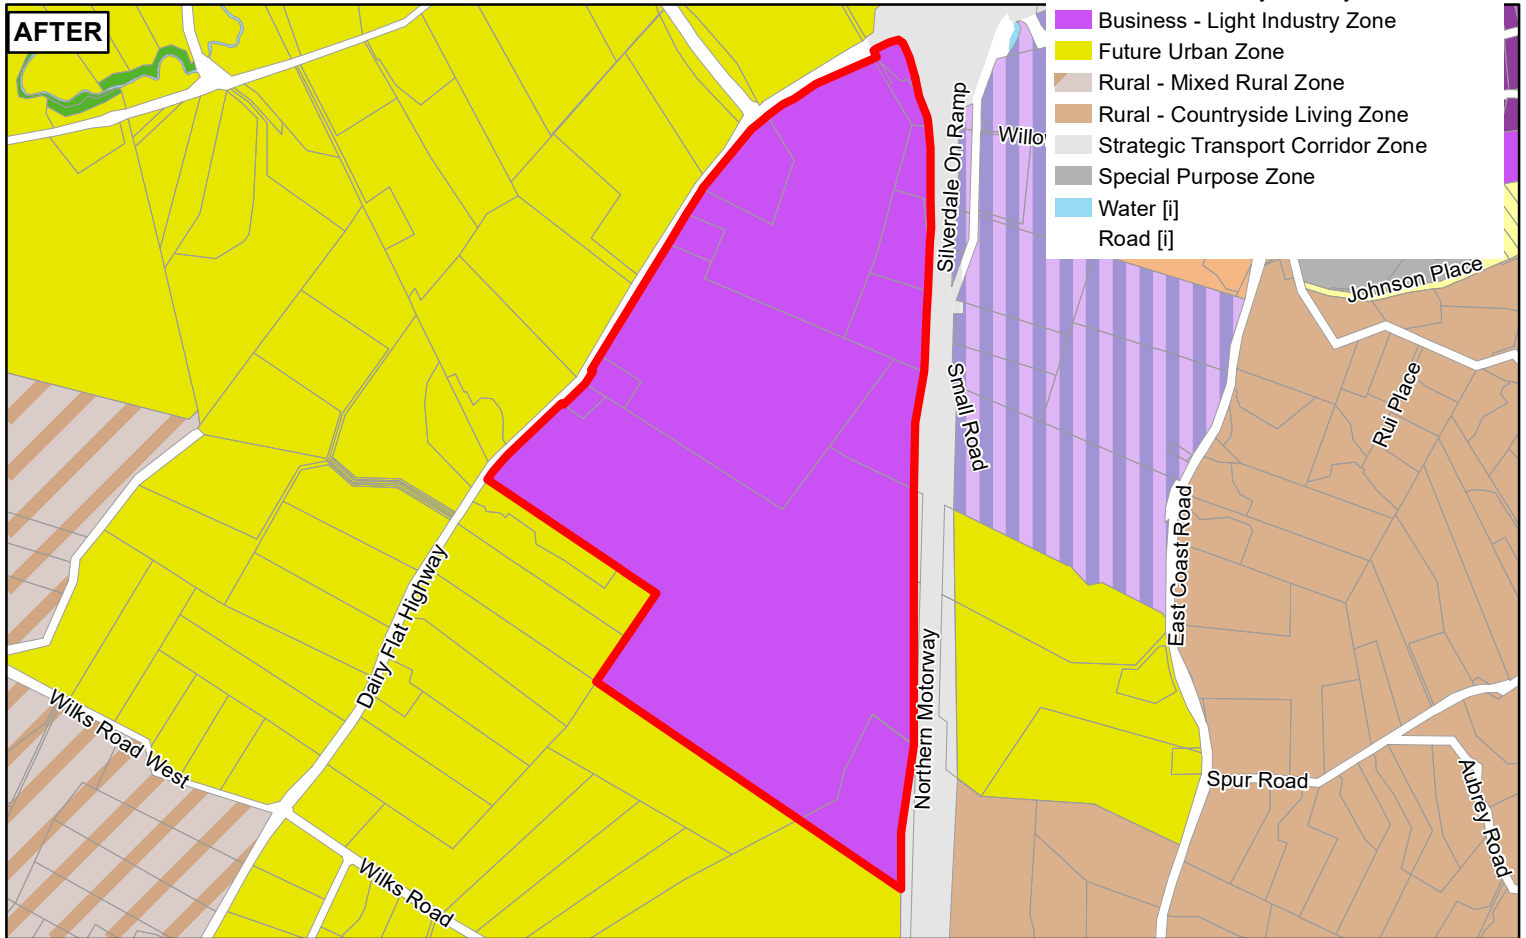 AFTER
Business - Light Industry Zone
Future Urban Zone
Rural - Mixed Rural Zone
Rural - Countryside Living Zone
Strategic Transport Corridor Zone
Special Purpose Zone
Water [i]
Road [i]
Silverdale On Ramp
Willo
Johnson Place
Small Road
Rui Place
East Coast Road
Dairy Flat Highway
Northern Motorway
Wilks Road West
Spur Road
Aubrey Road
Wilks Road